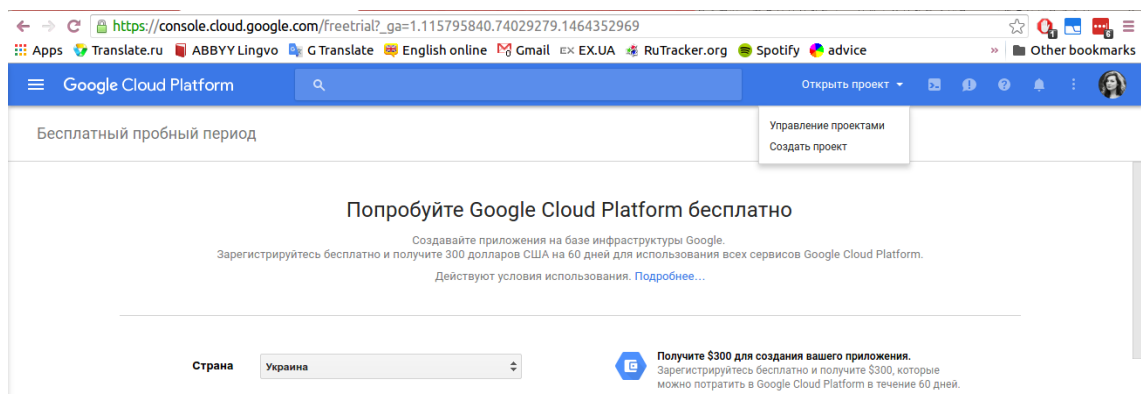 https://console.cloud.google.com/freetrial?_ga=1.115795840.74029279.1464352969
Apps Translate.ru ABBYY Lingvo G Translate English online Gmail EX EX.UA RuTracker.org Spotify advice » Other bookmarks
Google Cloud Platform Открыть проект
Управление проектами
Создать проект
Бесплатный пробный период
Попробуйте Google Cloud Platform бесплатно
Создавайте приложения на базе инфраструктуры Google.
Зарегистрируйтесь бесплатно и получите 300 долларов США на 60 дней для использования всех сервисов Google Cloud Platform.
Действуют условия использования. Подробнее…
Страна Украина
Получите $300 для создания вашего приложения.
Зарегистрируйтесь бесплатно и получите $300, которые
можно потратить в Google Cloud Platform в течение 60 дней.